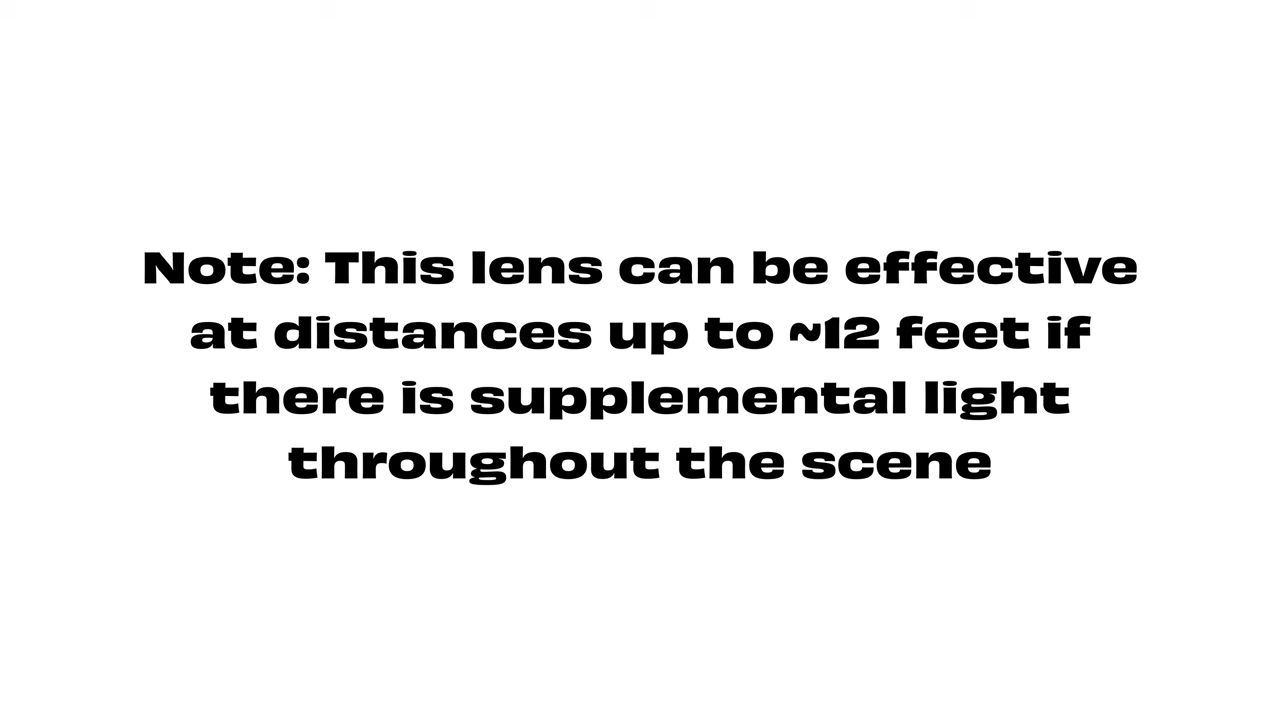 Note: This lens can be effective
at distances up to ~12 feet if
there is supplemental light
throughout the scene